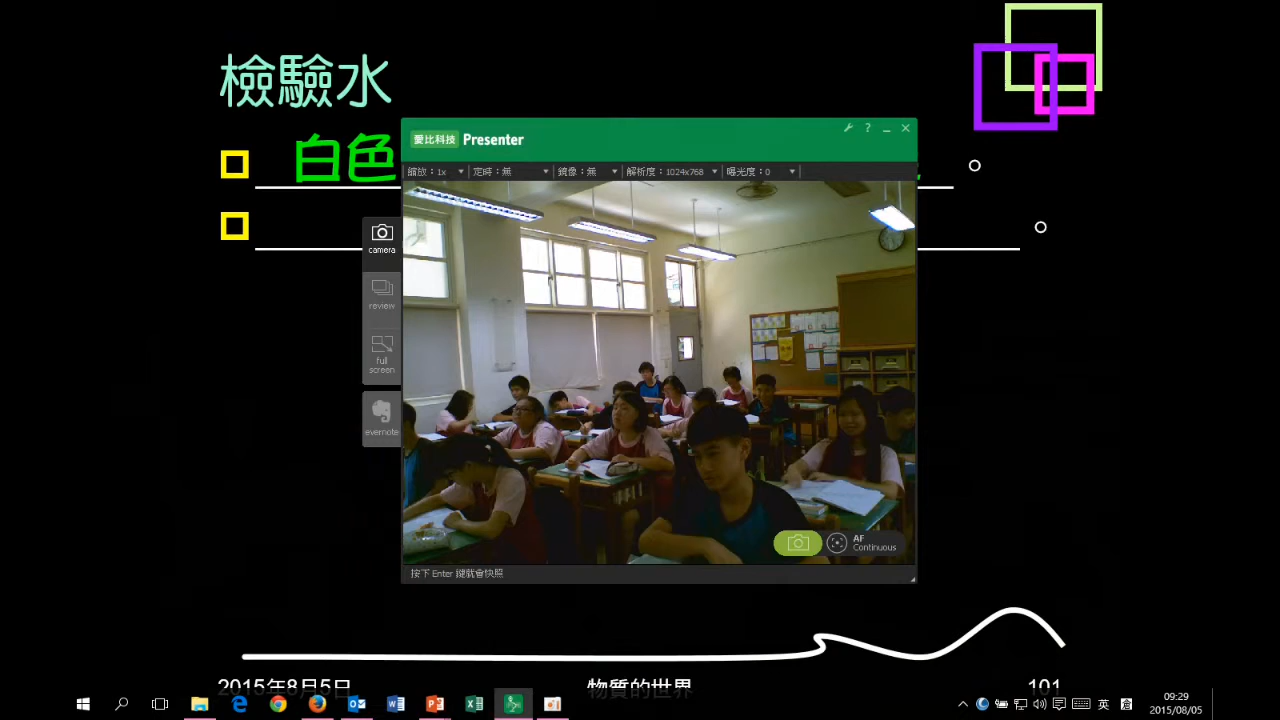 檢驗水
白色
愛比科技 Presenter
縮放：1x 定時：無 鏡像：無 解析度：1024x768 曝光度：0
camera
review
full
screen
evernote
AF
Continuous
按下 Enter 鍵就會快照
2015年8月5日 物質的世界 101
英
09:29
2015/08/05